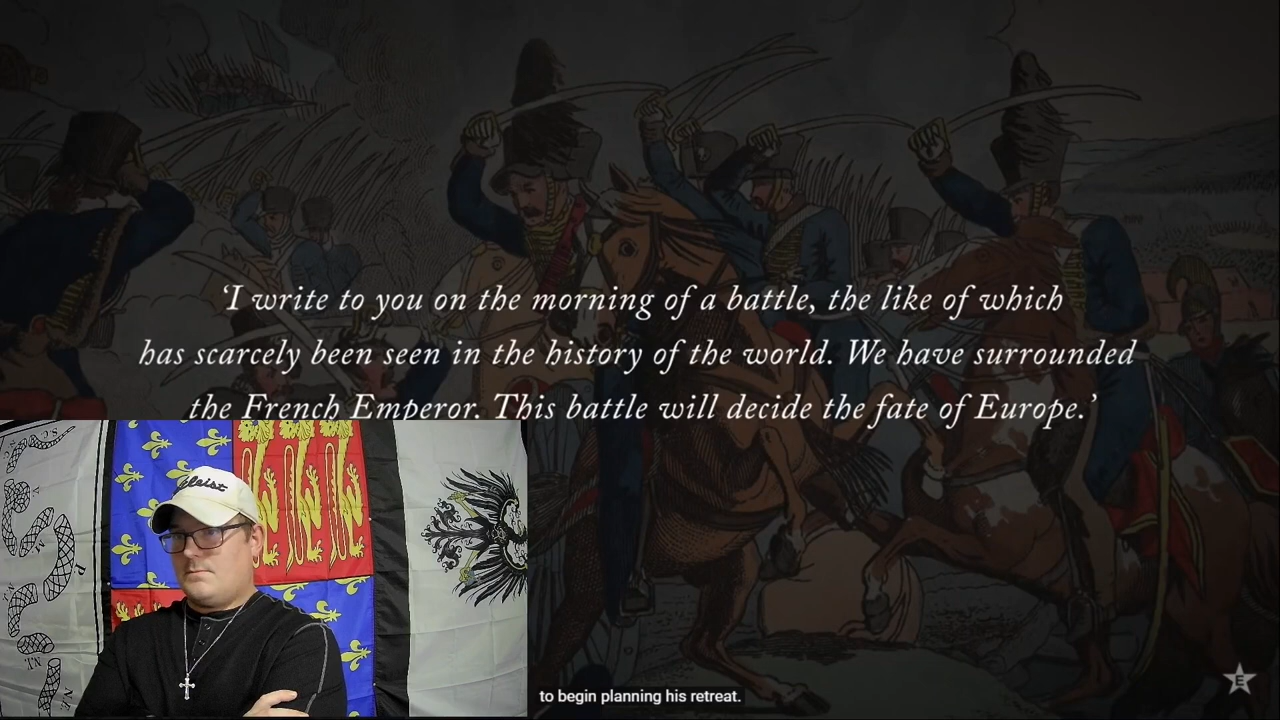 ‘I write to you on the morning of a battle, the like of which
has scarcely been seen in the history of the world. We have surrounded
the French Emperor. This battle will decide the fate of Europe.’
Kleist
S.C.
N.C.
V.
M.
P.
N.J.
N.Y.
N.E.
to begin planning his retreat.
E